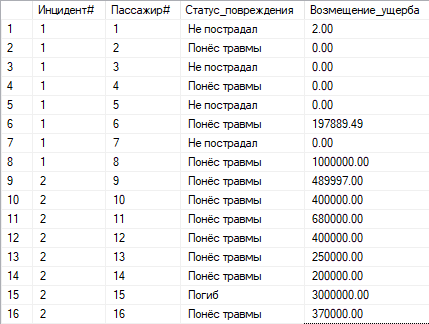 Инцидент# Пассажир# Статус_повреждения Возмещение_ущерба
1 1 1 Не пострадал 2.00
2 1 2 Понёс травмы 0.00
3 1 3 Не пострадал 0.00
4 1 4 Понёс травмы 0.00
5 1 5 Не пострадал 0.00
6 1 6 Понёс травмы 197889.49
7 1 7 Не пострадал 0.00
8 1 8 Понёс травмы 1000000.00
9 2 9 Понёс травмы 489997.00
10 2 10 Понёс травмы 400000.00
11 2 11 Понёс травмы 680000.00
12 2 12 Понёс травмы 400000.00
13 2 13 Понёс травмы 250000.00
14 2 14 Понёс травмы 200000.00
15 2 15 Погиб 3000000.00
16 2 16 Понёс травмы 370000.00